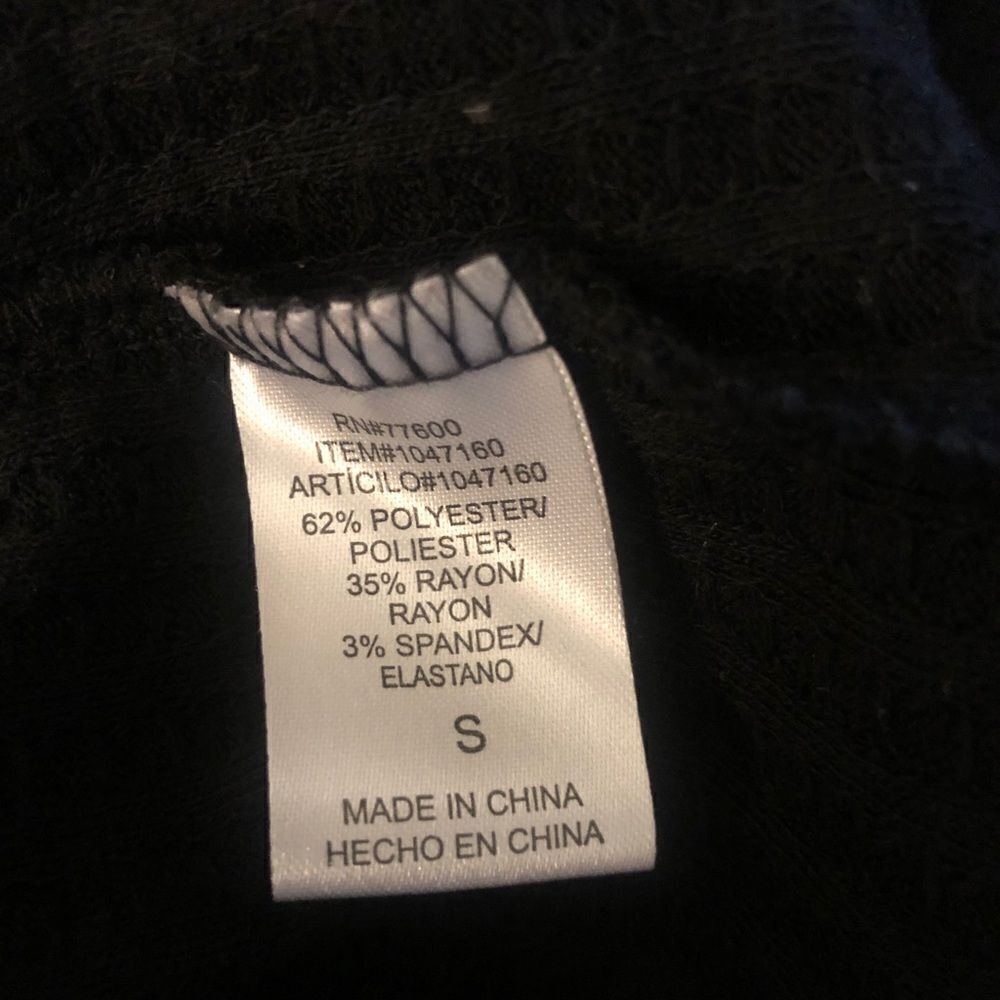 RN#77600
ITEM#1047160
ARTÍCILO#1047160
62% POLYESTER/
POLIESTER
35% RAYON/
RAYON
3% SPANDEX/
ELASTANO
S
MADE IN CHINA
HECHO EN CHINA